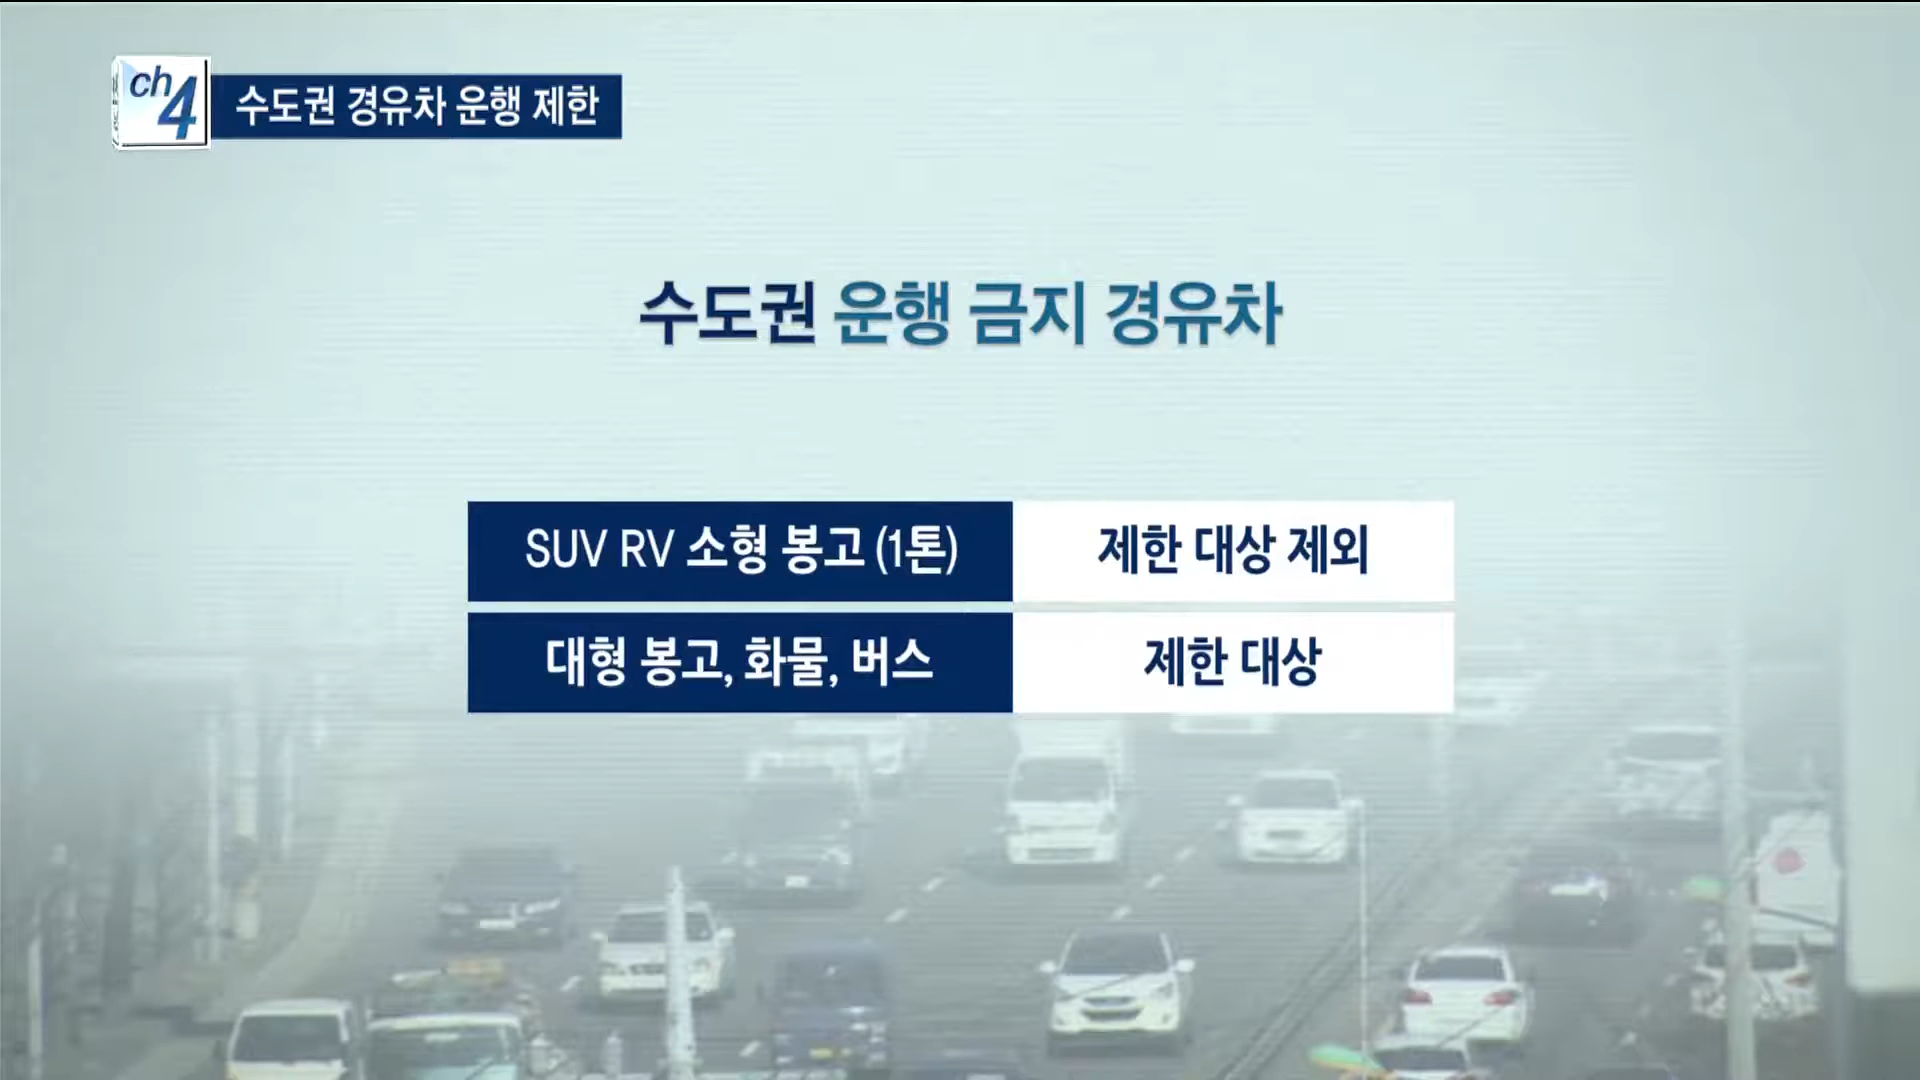 ch 4
수도권 경유차 운행 제한
수도권 운행 금지 경유차
SUV RV 소형 봉고 (1톤)
제한 대상 제외
대형 봉고, 화물, 버스
제한 대상